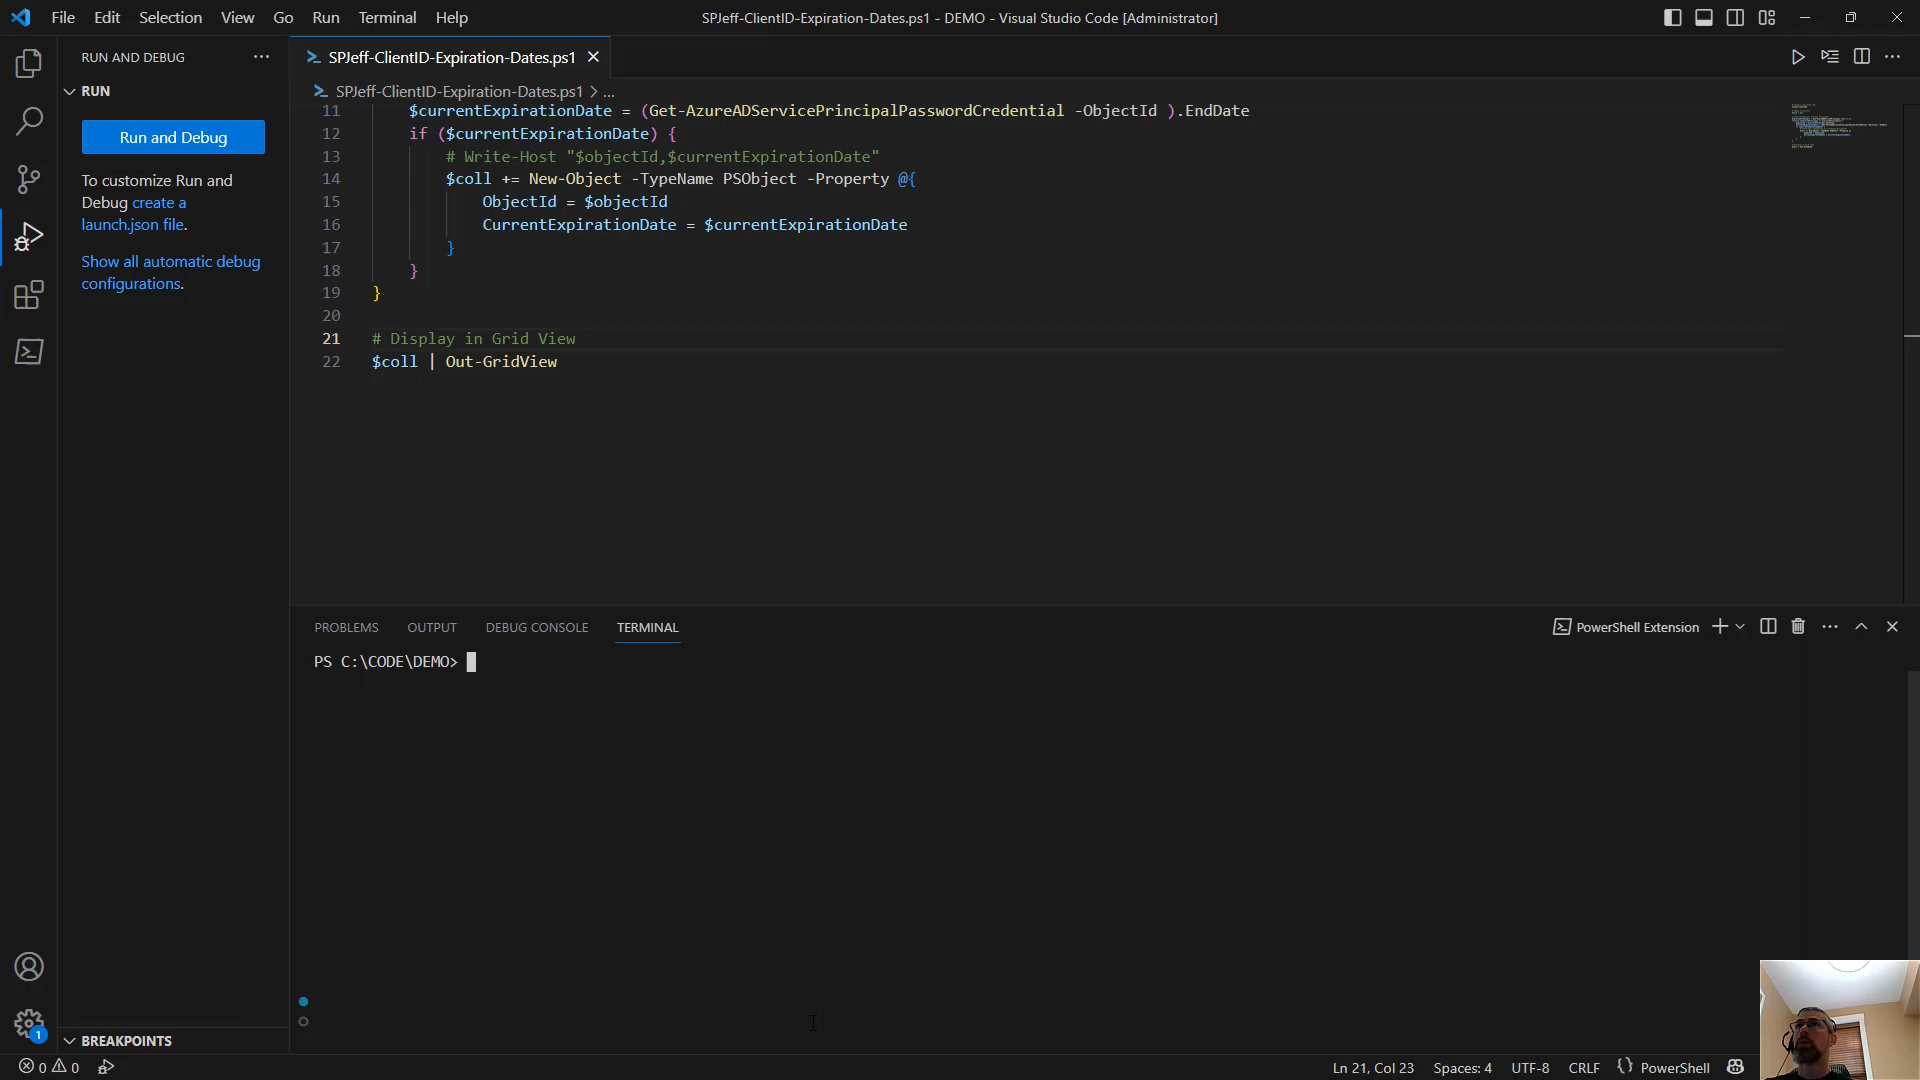 File Edit Selection View Go Run Terminal Help
SPJeff-ClientID-Expiration-Dates.ps1 - DEMO - Visual Studio Code [Administrator]
RUN AND DEBUG
RUN
Run and Debug
To customize Run and
Debug create a
launch.json file.
Show all automatic debug
configurations.
BREAKPOINTS
SPJeff-ClientID-Expiration-Dates.ps1
SPJeff-ClientID-Expiration-Dates.ps1 > ...
11 $currentExpirationDate = (Get-AzureADServicePrincipalPasswordCredential -ObjectId ).EndDate
12 if ($currentExpirationDate) {
13 # Write-Host "$objectId,$currentExpirationDate"
14 $coll += New-Object -TypeName PSObject -Property @{
15 ObjectId = $objectId
16 CurrentExpirationDate = $currentExpirationDate
17 }
18 }
19 }
20
21 # Display in Grid View
22 $coll | Out-GridView
PROBLEMS OUTPUT DEBUG CONSOLE TERMINAL
PowerShell Extension
PS C:\CODE\DEMO>
1
0 0
Ln 21, Col 23 Spaces: 4 UTF-8 CRLF {} PowerShell